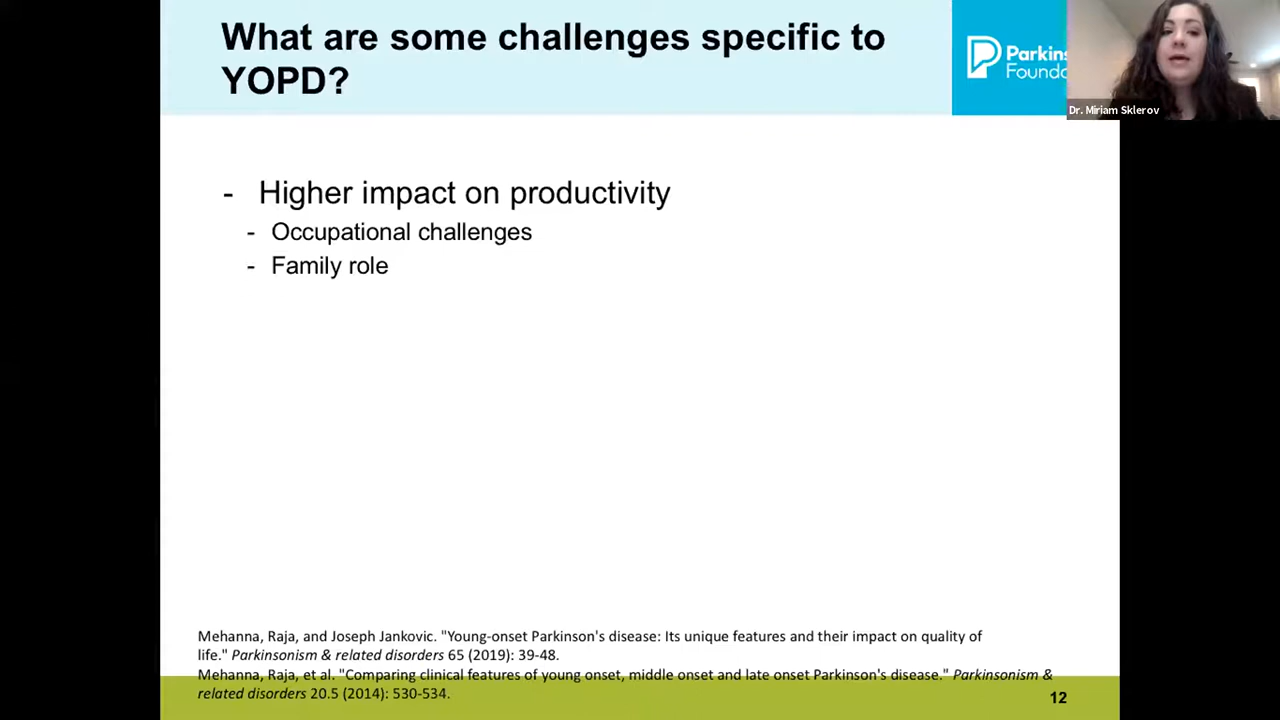 What are some challenges specific to
YOPD?
Parkins
Founda
Dr. Miriam Sklerov
- Higher impact on productivity
- Occupational challenges
- Family role
Mehanna, Raja, and Joseph Jankovic. "Young-onset Parkinson's disease: Its unique features and their impact on quality of
life." Parkinsonism & related disorders 65 (2019): 39-48.
Mehanna, Raja, et al. "Comparing clinical features of young onset, middle onset and late onset Parkinson's disease." Parkinsonism &
related disorders 20.5 (2014): 530-534.
12